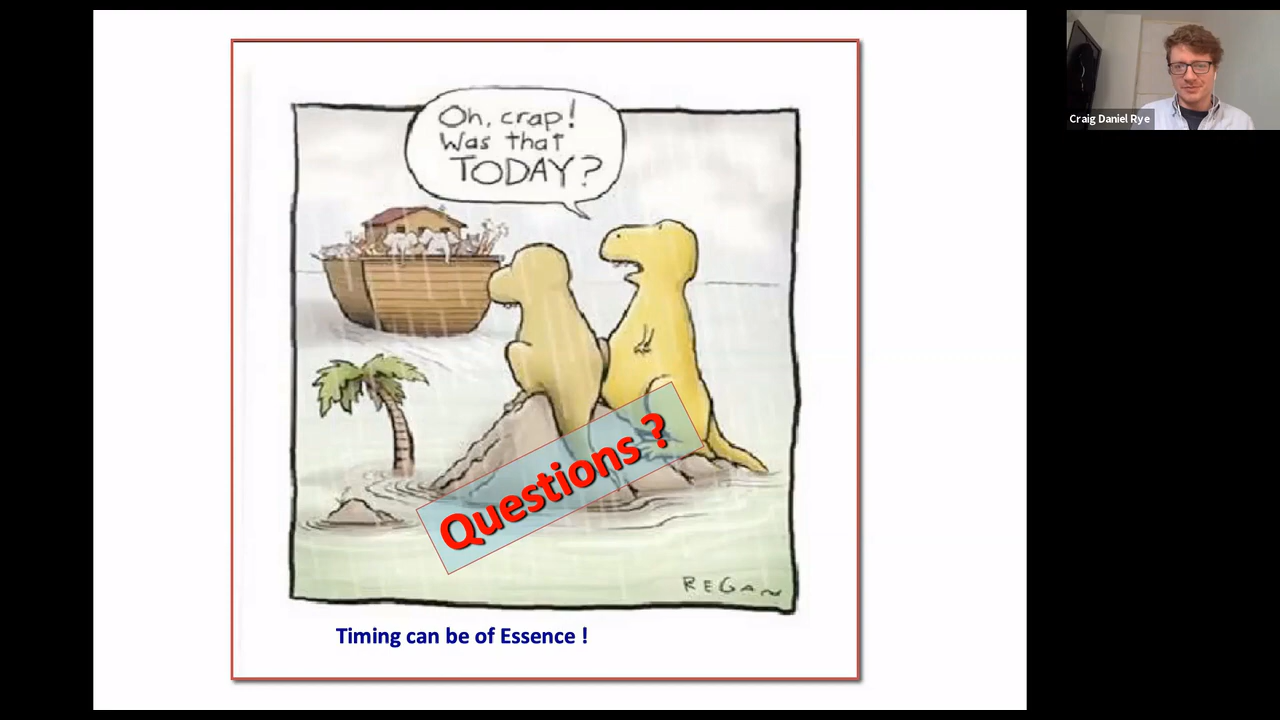 Oh, crap!
Was that
TODAY?
Craig Daniel Rye
Questions ?
REGAN
Timing can be of Essence !